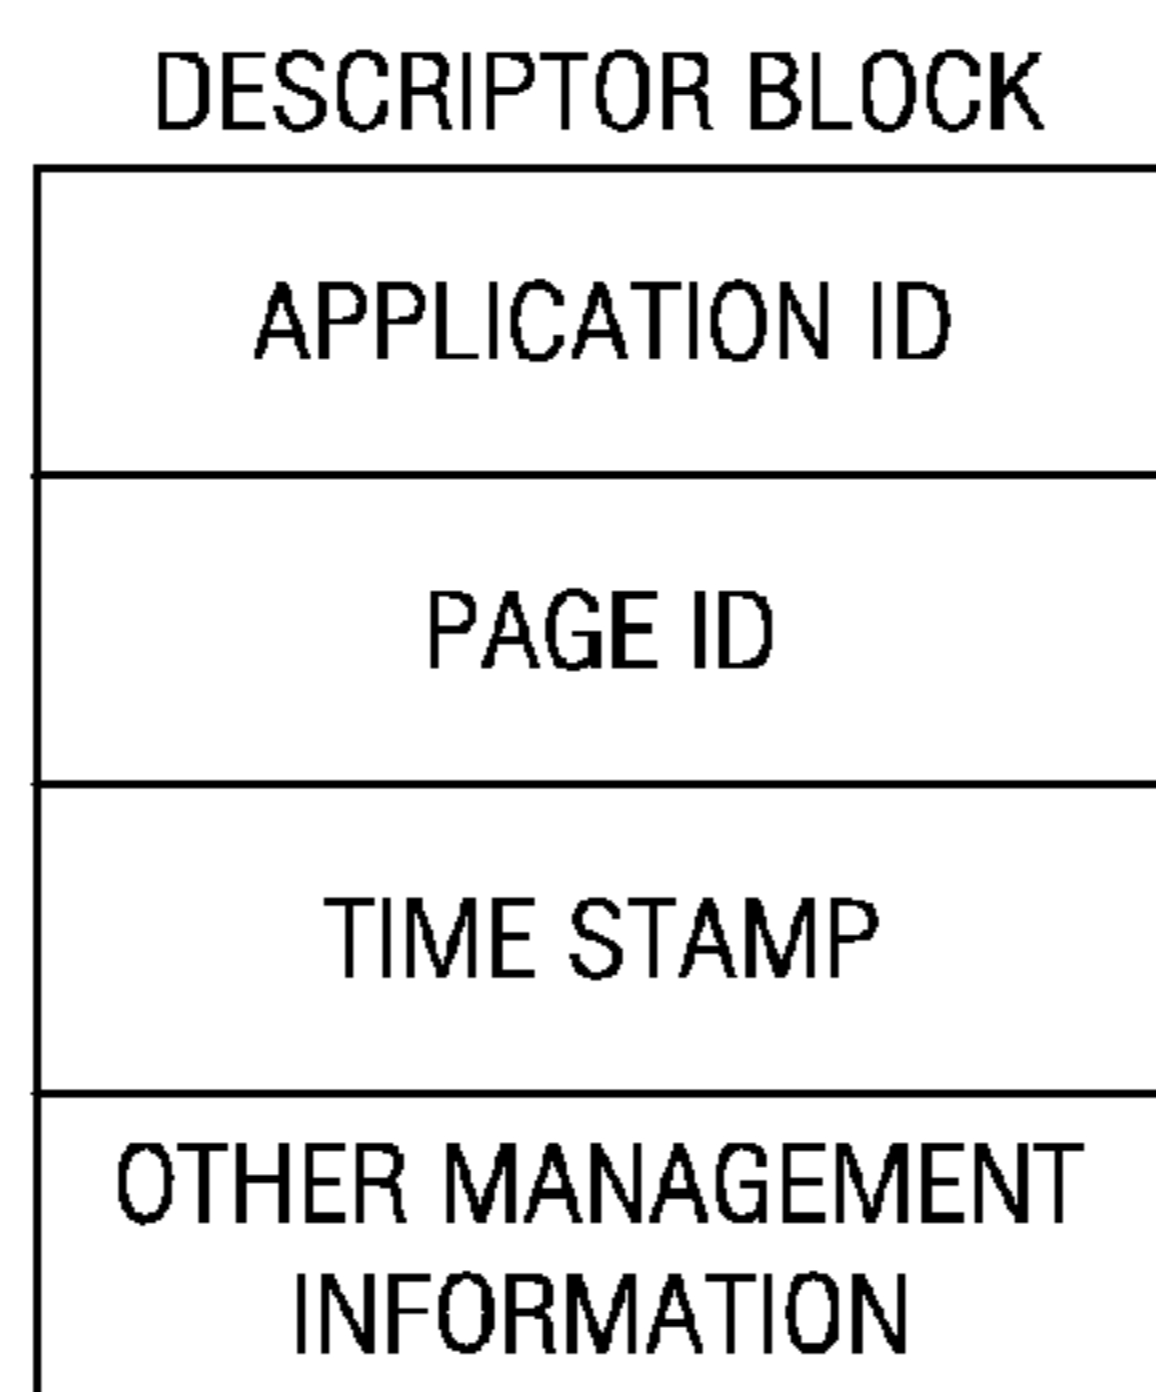 DESCRIPTOR BLOCK
APPLICATION ID
PAGE ID
TIME STAMP
OTHER MANAGEMENT
INFORMATION